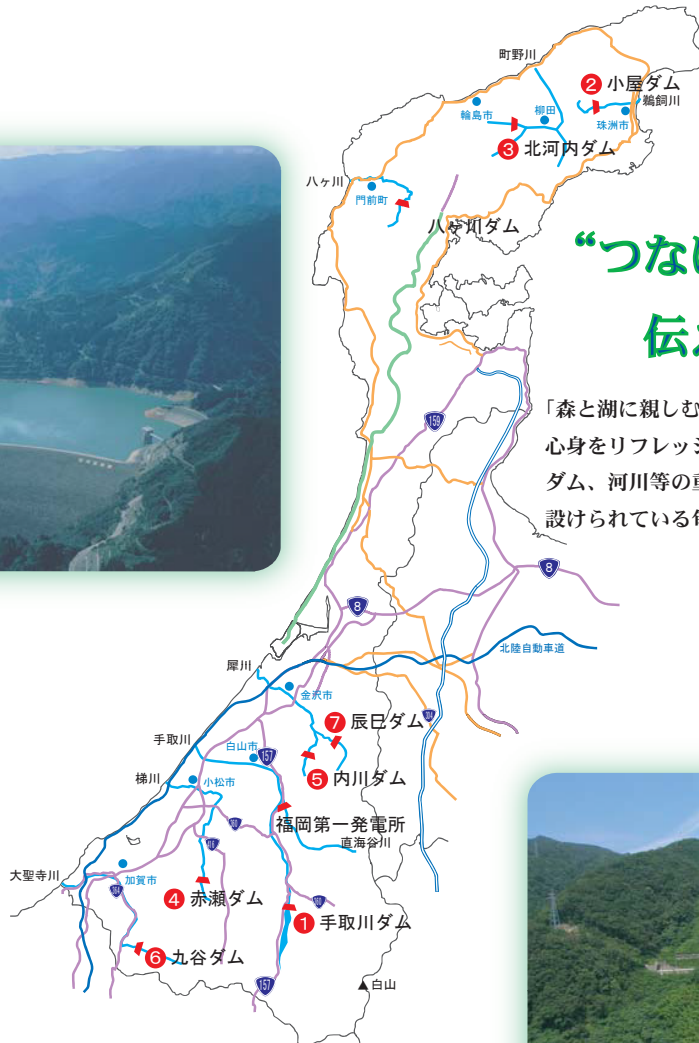 町野川
② 小屋ダム
鵜飼川
輪島市
柳田
珠洲市
③ 北河内ダム
八ヶ川
門前町
八ヶ川ダム
“つな
伝
「森と湖に親しむ
心身をリフレッシ
ダム、河川等の重
設けられている
159
8
8
北陸自動車道
犀川
金沢市
⑦ 辰巳ダム
304
手取川
白山市
157
⑤ 内川ダム
梯川
小松市
福岡第一発電所
直海谷川
大聖寺川
加賀市
④ 赤瀬ダム
① 手取川ダム
⑥ 九谷ダム
157
▲白山